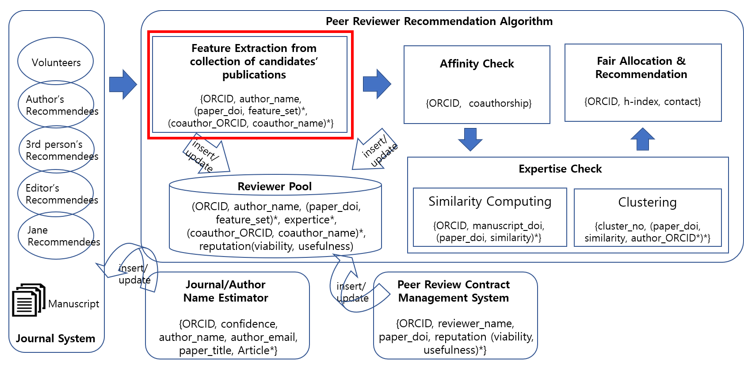 Peer Reviewer Recommendation Algorithm
Volunteers
Author's
Recommendees
3rd person's
Recommendees
Editor's
Recommendees
Jane
Recommendees
Manuscript
Journal System
Feature Extraction from
collection of candidates'
publications
{ORCID, author_name,
(paper_doi, feature_set)*,
(coauthor_ORCID, coauthor_name)*}
Affinity Check
{ORCID, coauthorship}
Fair Allocation &
Recommendation
{ORCID, h-index, contact}
insert/
update
insert/
update
Reviewer Pool
(ORCID, author_name, (paper_doi,
feature_set)*, expertice*,
(coauthor_ORCID, coauthor_name)*,
reputation(viability, usefulness)
Expertise Check
Similarity Computing
{ORCID, manuscript_doi,
(paper_doi, similarity)*}
Clustering
{cluster_no, (paper_doi,
similarity, author_ORCID*)*}
insert/
update
Journal/Author
Name Estimator
{ORCID, confidence,
author_name, author_email,
paper_title, Article*}
insert/
update
Peer Review Contract
Management System
{ORCID, reviewer_name,
paper_doi, reputation (viability,
usefulness)*}